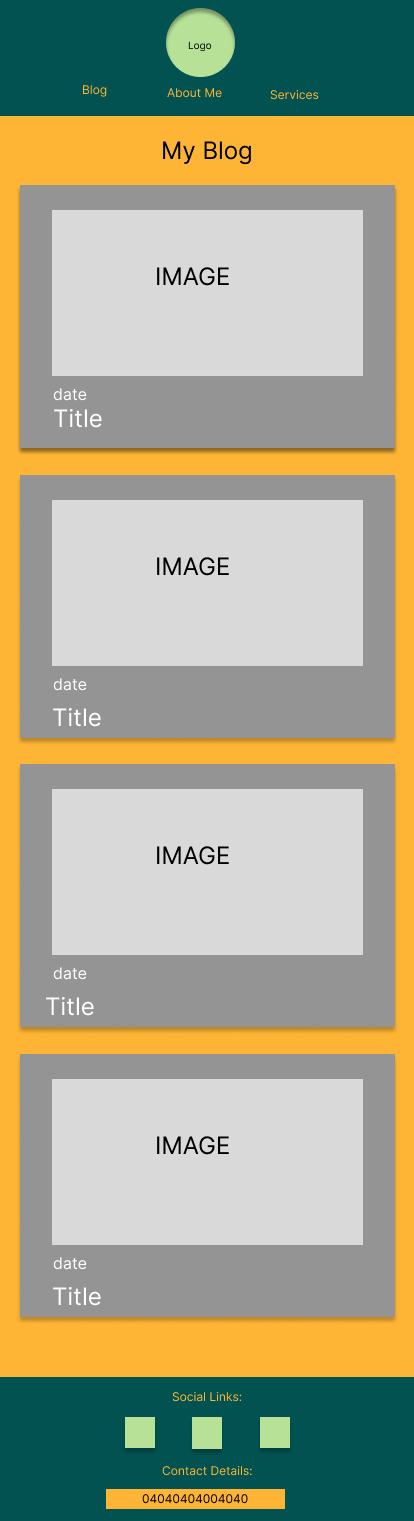 Logo
Blog
About Me
Services
My Blog
IMAGE
date
Title
IMAGE
date
Title
IMAGE
date
Title
IMAGE
date
Title
Social Links:
Contact Details:
04040404004040